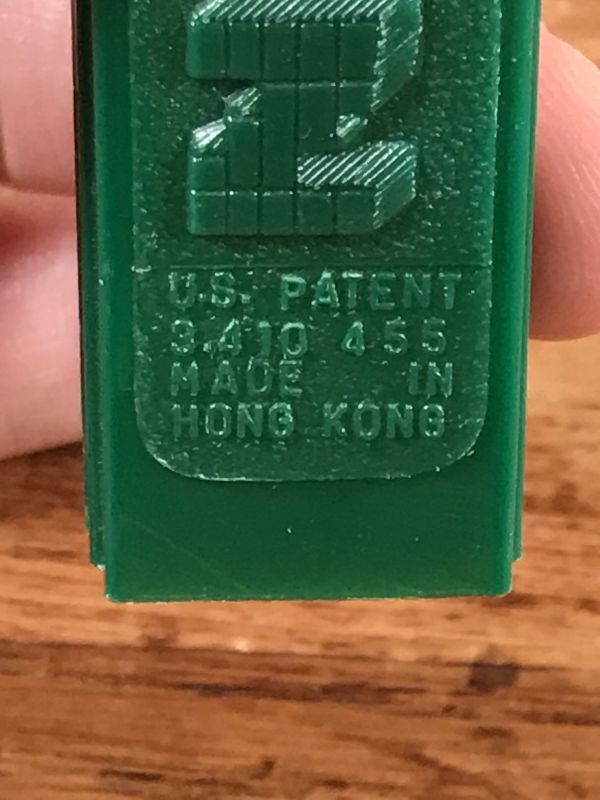 Z
U.S. PATENT
3.410 455
MADE IN
HONG KONG